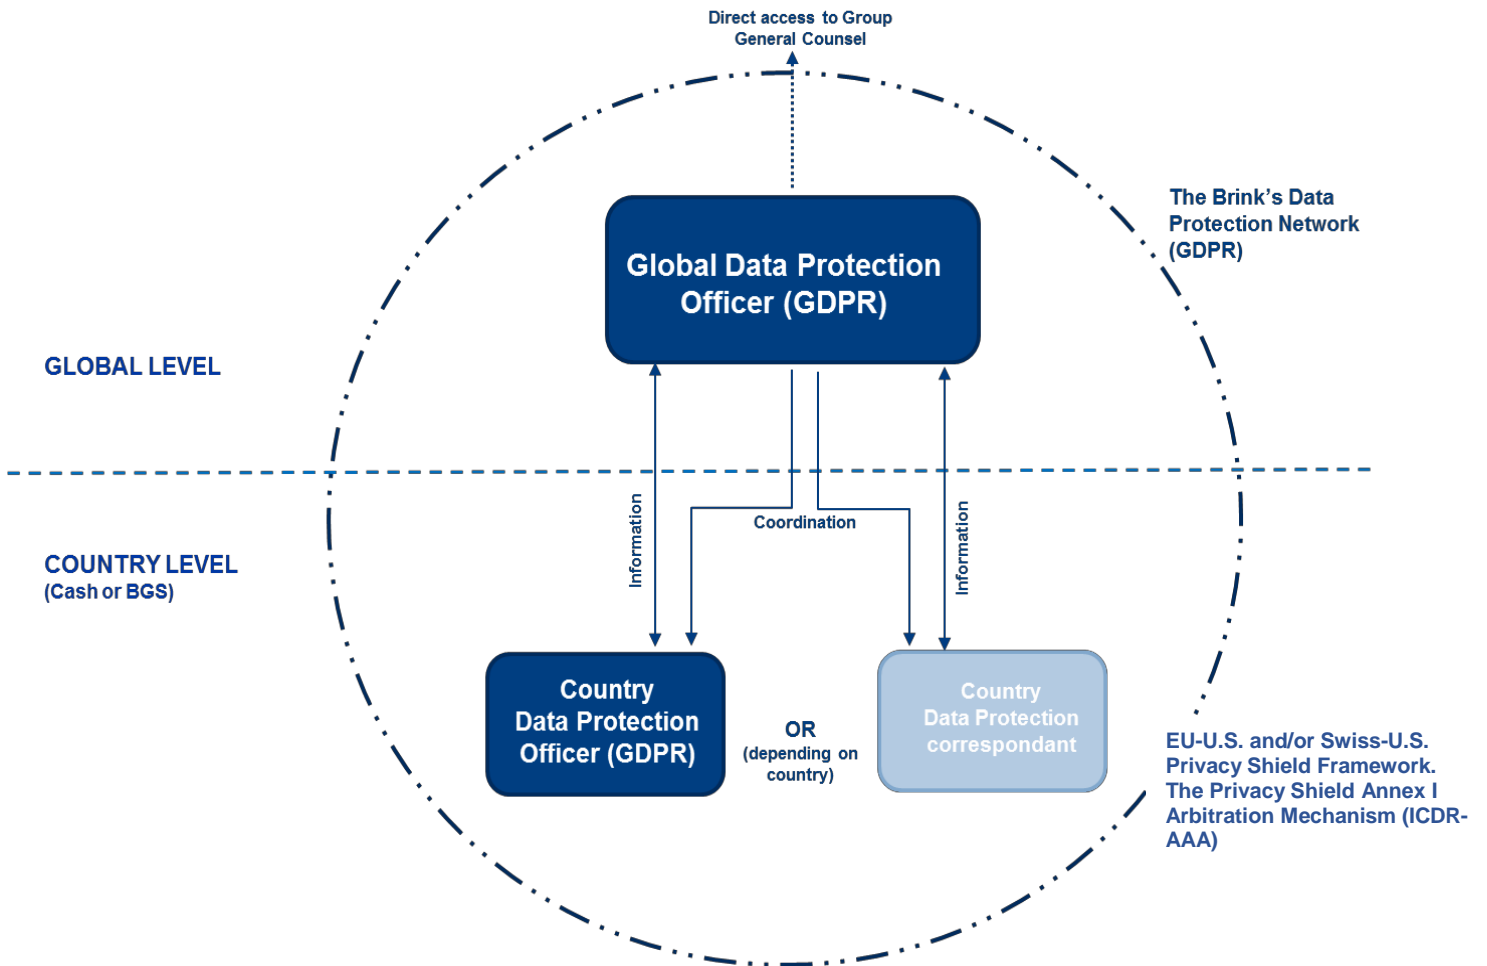 Direct access to Group
General Counsel
The Brink’s Data
Protection Network
(GDPR)
Global Data Protection
Officer (GDPR)
GLOBAL LEVEL
COUNTRY LEVEL
(Cash or BGS)
Information
Coordination
Information
Country
Data Protection
Officer (GDPR)
OR
(depending on
country)
Country
Data Protection
correspondant
EU-U.S. and/or Swiss-U.S.
Privacy Shield Framework.
The Privacy Shield Annex I
Arbitration Mechanism (ICDR-
AAA)